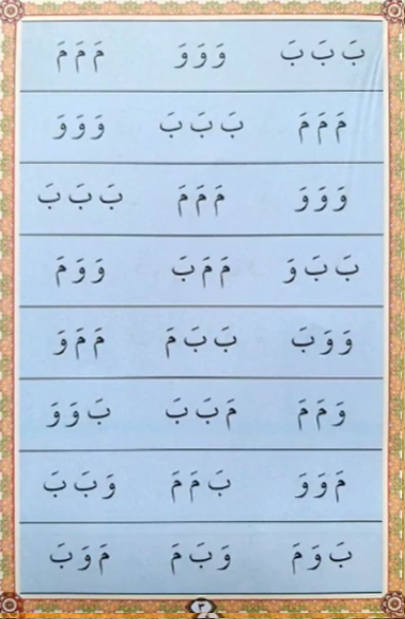 بَ بَ بَ وَ وَ وَ مَ مَ مَ
مَ مَ مَ بَ بَ بَ وَ وَ وَ
وَ وَ وَ مَ مَ مَ بَ بَ بَ
بَ بَ وَ مَ مَ بَ وَ وَ مَ
وَ وَ بَ بَ بَ مَ مَ مَ وَ
وَ مَ مَ مَ بَ بَ بَ وَ وَ
مَ وَ وَ بَ مَ مَ وَ بَ بَ
بَ وَ مَ وَ بَ مَ مَ وَ بَ
٣